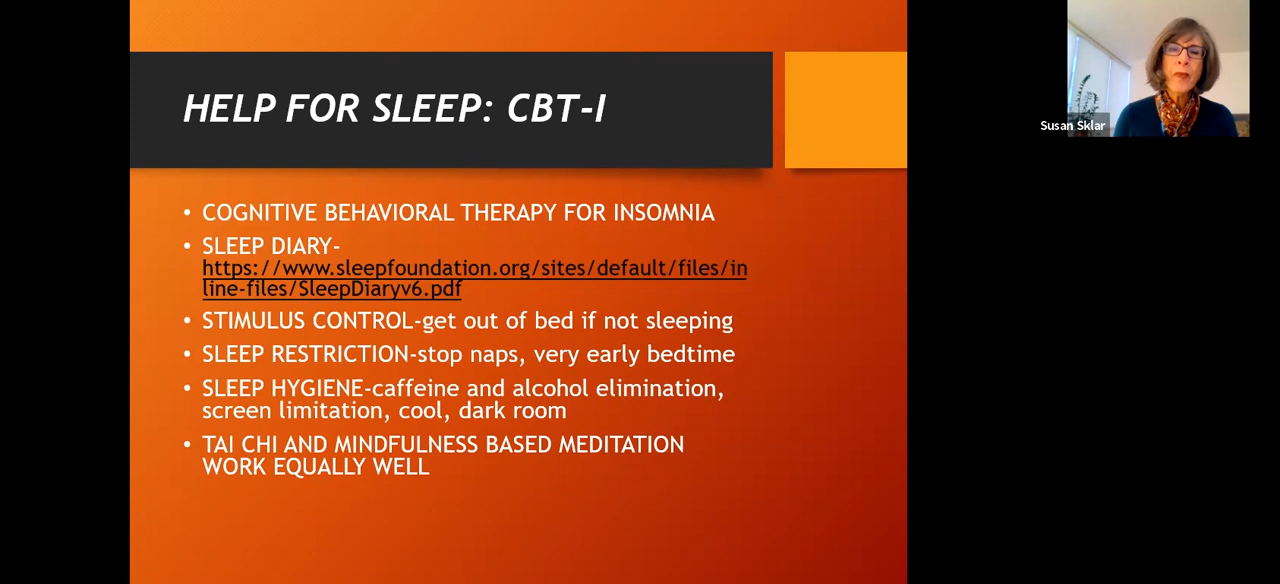 HELP FOR SLEEP: CBT-I
• COGNITIVE BEHAVIORAL THERAPY FOR INSOMNIA
• SLEEP DIARY-
https://www.sleepfoundation.org/sites/default/files/in
line-files/SleepDiaryv6.pdf
• STIMULUS CONTROL-get out of bed if not sleeping
• SLEEP RESTRICTION-stop naps, very early bedtime
• SLEEP HYGIENE-caffeine and alcohol elimination,
screen limitation, cool, dark room
• TAI CHI AND MINDFULNESS BASED MEDITATION
WORK EQUALLY WELL
Susan Sklar